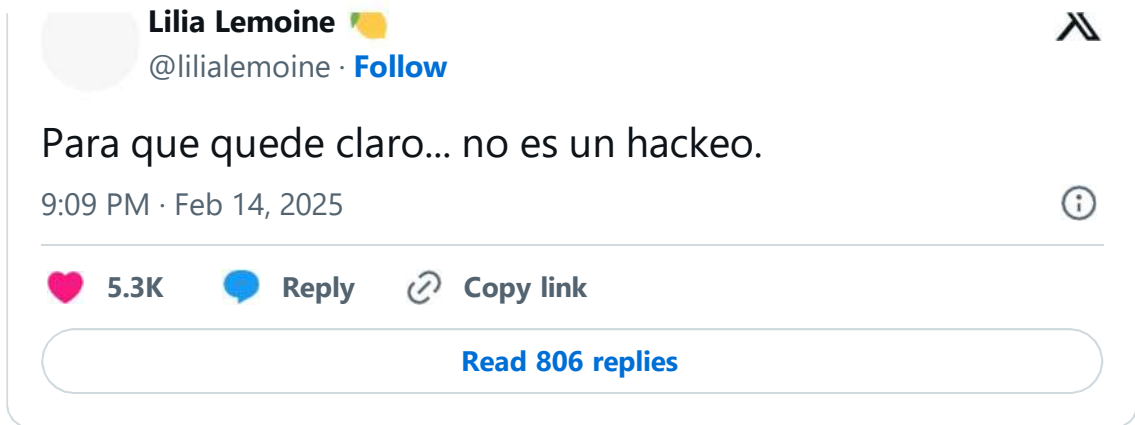 Lilia Lemoine 🍋
@lilialemoine · Follow
Para que quede claro... no es un hackeo.
9:09 PM · Feb 14, 2025
5.3K Reply Copy link
Read 806 replies